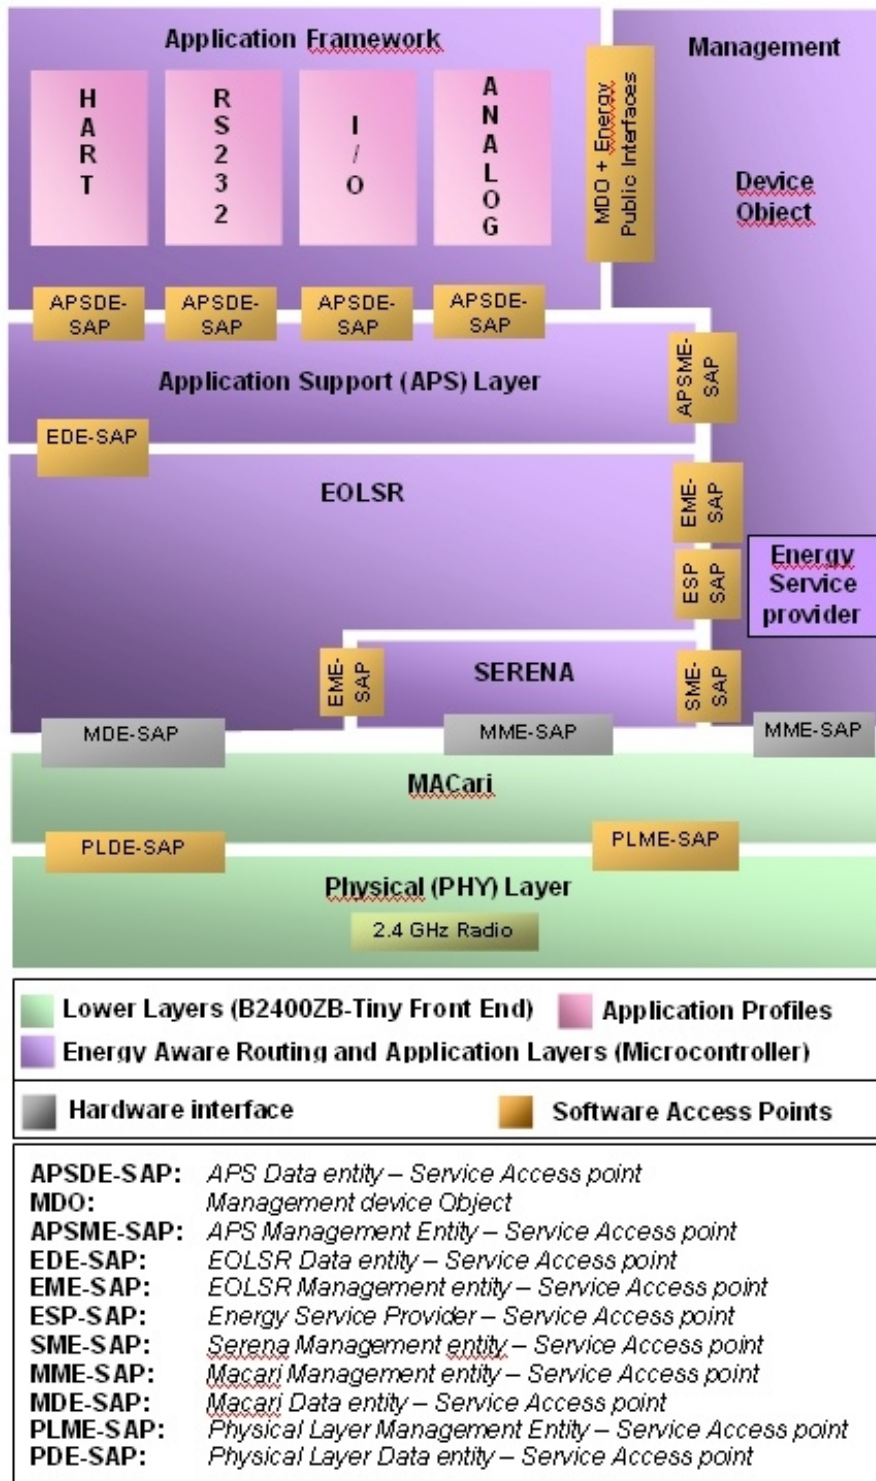 Application Framework
Management
HART
RS232
I/O
ANALOG
MDO + Energy
Public Interfaces
Device
Object
APSDE-
SAP
APSDE-
SAP
APSDE-
SAP
APSDE-
SAP
Application Support (APS) Layer
APSME-
SAP
EDE-SAP
EOLSR
EME-
SAP
ESP
SAP
Energy
Service
provider
EME-
SAP
SERENA
SME-
SAP
MDE-SAP
MME-SAP
MME-SAP
MACari
PLDE-SAP
PLME-SAP
Physical (PHY) Layer
2.4 GHz Radio
Lower Layers (B2400ZB-Tiny Front End)
Application Profiles
Energy Aware Routing and Application Layers (Microcontroller)
Hardware interface
Software Access Points
APSDE-SAP: APS Data entity – Service Access point
MDO: Management device Object
APSME-SAP: APS Management Entity – Service Access point
EDE-SAP: EOLSR Data entity – Service Access point
EME-SAP: EOLSR Management entity – Service Access point
ESP-SAP: Energy Service Provider – Service Access point
SME-SAP: Serena Management entity – Service Access point
MME-SAP: Macari Management entity – Service Access point
MDE-SAP: Macari Data entity – Service Access point
PLME-SAP: Physical Layer Management Entity – Service Access point
PDE-SAP: Physical Layer Data entity – Service Access point